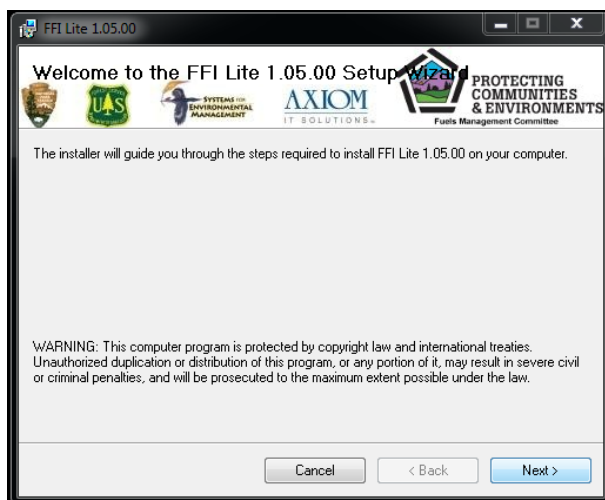 FFI Lite 1.05.00
Welcome to the FFI Lite 1.05.00 Setup Wizard
UAS
SYSTEMS FOR
ENVIRONMENTAL
MANAGEMENT
AXIOM
IT SOLUTIONS
PROTECTING
COMMUNITIES
& ENVIRONMENTS
Fuels Management Committee
The installer will guide you through the steps required to install FFI Lite 1.05.00 on your computer.
WARNING: This computer program is protected by copyright law and international treaties.
Unauthorized duplication or distribution of this program, or any portion of it, may result in severe civil
or criminal penalties, and will be prosecuted to the maximum extent possible under the law.
Cancel
< Back
Next >